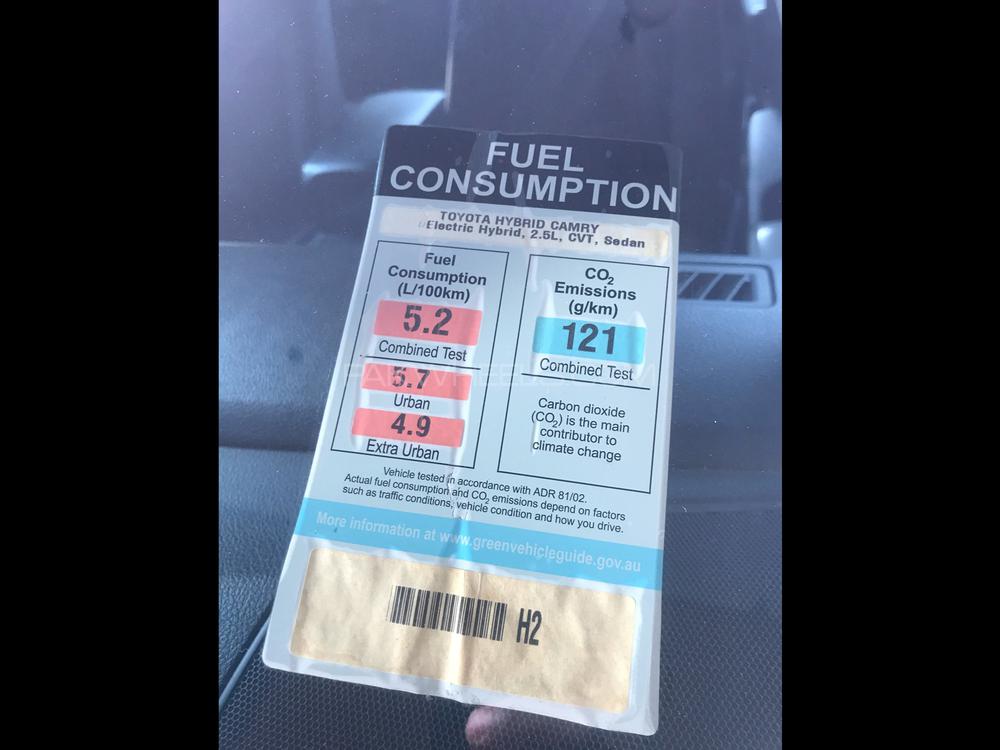 FUEL
CONSUMPTION
TOYOTA HYBRID CAMRY
Electric Hybrid, 2.5L, CVT, Sedan
Fuel
Consumption
(L/100km)
5.2
Combined Test
5.7
Urban
4.9
Extra Urban
CO₂
Emissions
(g/km)
121
Combined Test
Carbon dioxide
(CO₂) is the main
contributor to
climate change
Vehicle tested in accordance with ADR 81/02.
Actual fuel consumption and CO₂ emissions depend on factors
such as traffic conditions, vehicle condition and how you drive.
More information at www.greenvehicleguide.gov.au
H2